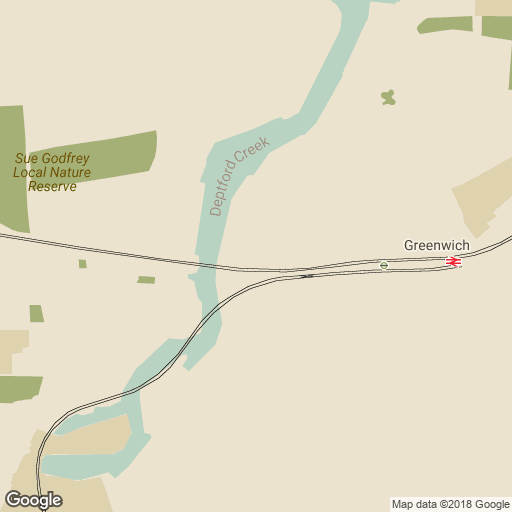 Deptford Creek
Sue Godfrey
Local Nature
Reserve
Greenwich
Google
Map data ©2018 Google